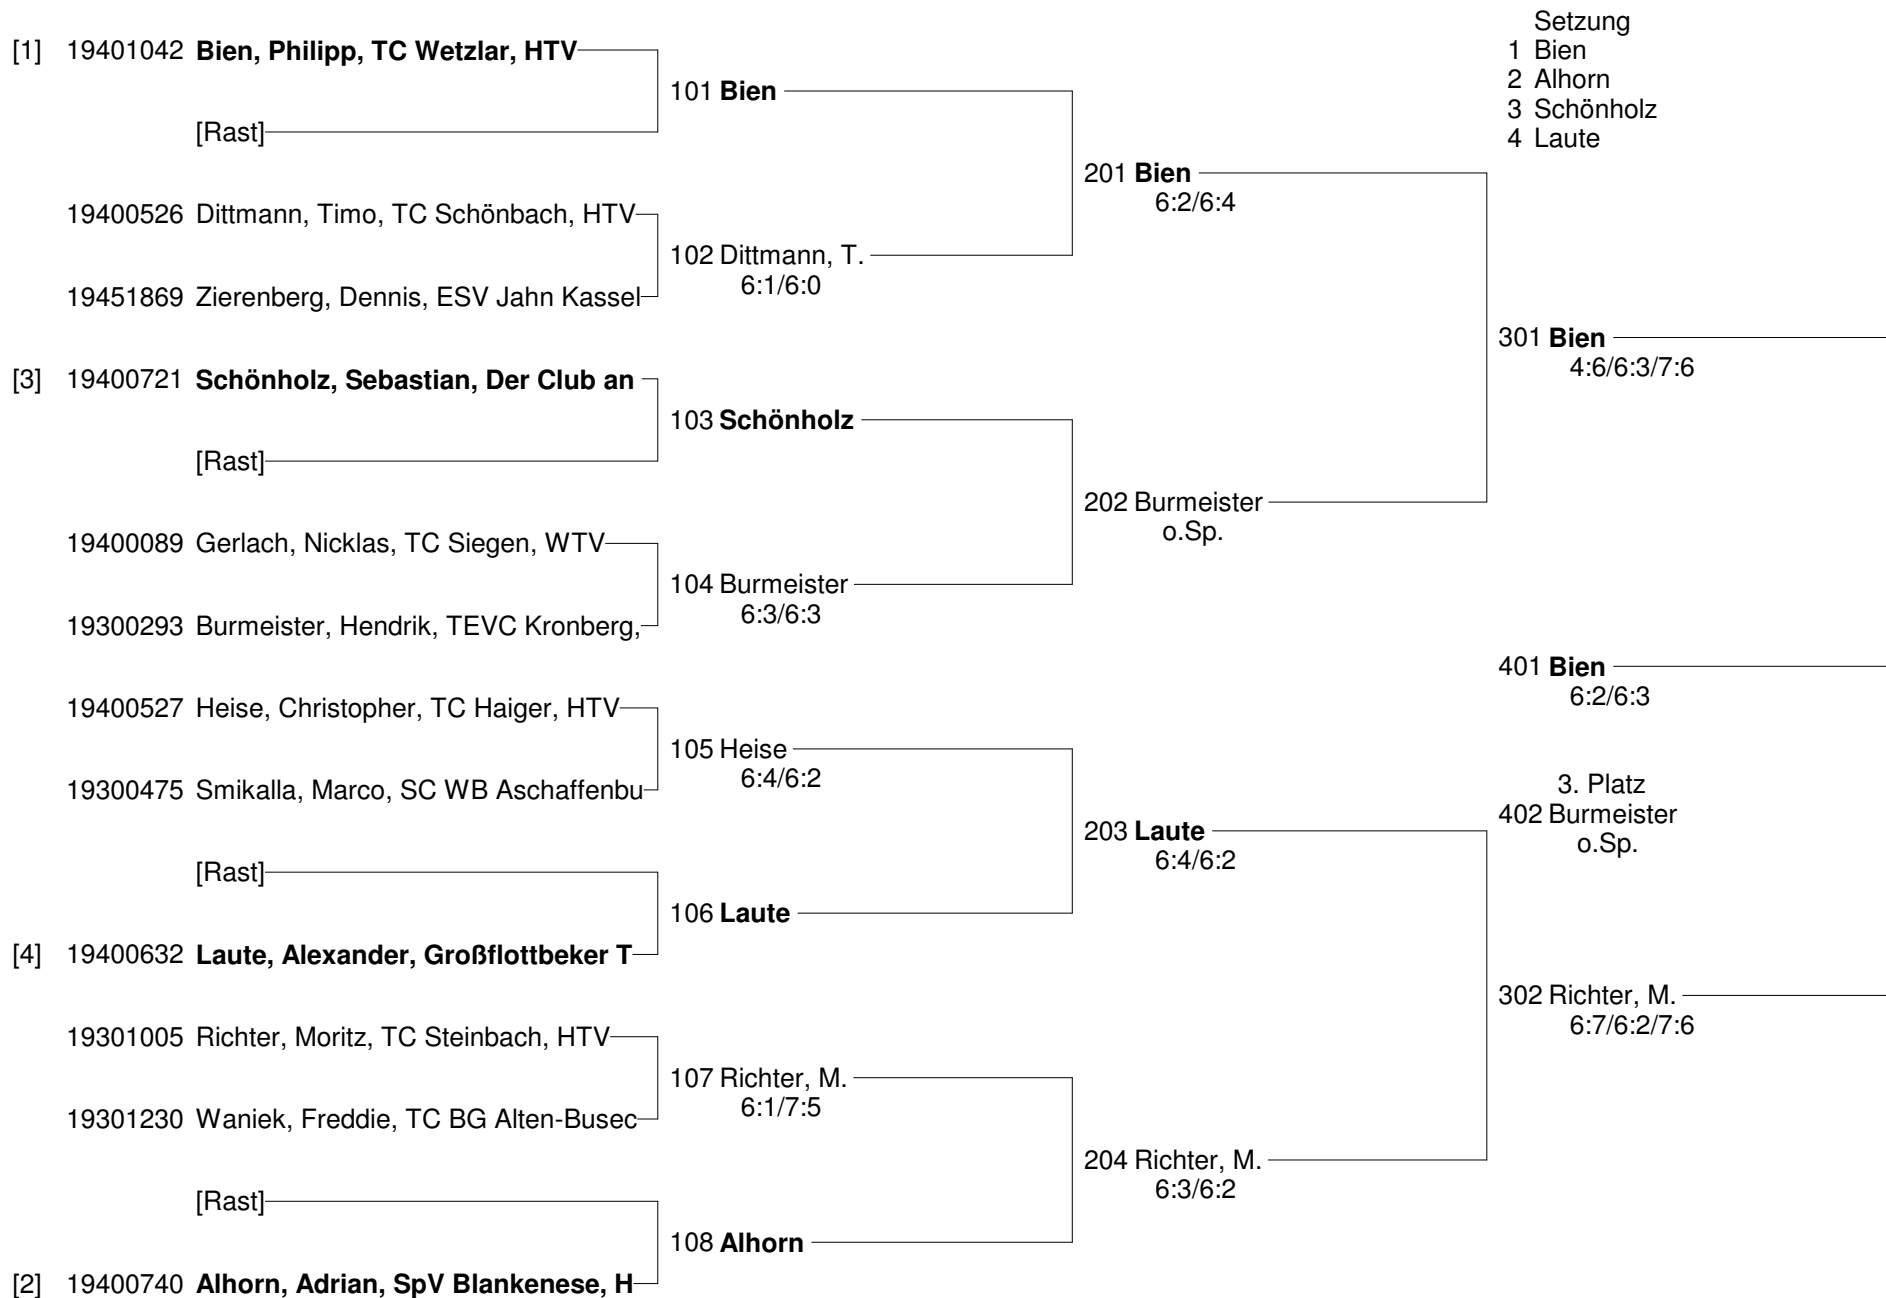 Setzung
1 Bien
2 Alhorn
3 Schönholz
4 Laute
[1] 19401042 Bien, Philipp, TC Wetzlar, HTV
[Rast]
19400526 Dittmann, Timo, TC Schönbach, HTV
19451869 Zierenberg, Dennis, ESV Jahn Kassel
[3] 19400721 Schönholz, Sebastian, Der Club an
[Rast]
19400089 Gerlach, Nicklas, TC Siegen, WTV
19300293 Burmeister, Hendrik, TEVC Kronberg,
19400527 Heise, Christopher, TC Haiger, HTV
19300475 Smikalla, Marco, SC WB Aschaffenbu
[Rast]
[4] 19400632 Laute, Alexander, Großflottbeker T
19301005 Richter, Moritz, TC Steinbach, HTV
19301230 Waniek, Freddie, TC BG Alten-Busec
[Rast]
[2] 19400740 Alhorn, Adrian, SpV Blankenese, H
101 Bien
102 Dittmann, T.
6:1/6:0
103 Schönholz
104 Burmeister
6:3/6:3
105 Heise
6:4/6:2
106 Laute
107 Richter, M.
6:1/7:5
108 Alhorn
201 Bien
6:2/6:4
202 Burmeister
o.Sp.
203 Laute
6:4/6:2
204 Richter, M.
6:3/6:2
301 Bien
4:6/6:3/7:6
401 Bien
6:2/6:3
3. Platz
402 Burmeister
o.Sp.
302 Richter, M.
6:7/6:2/7:6